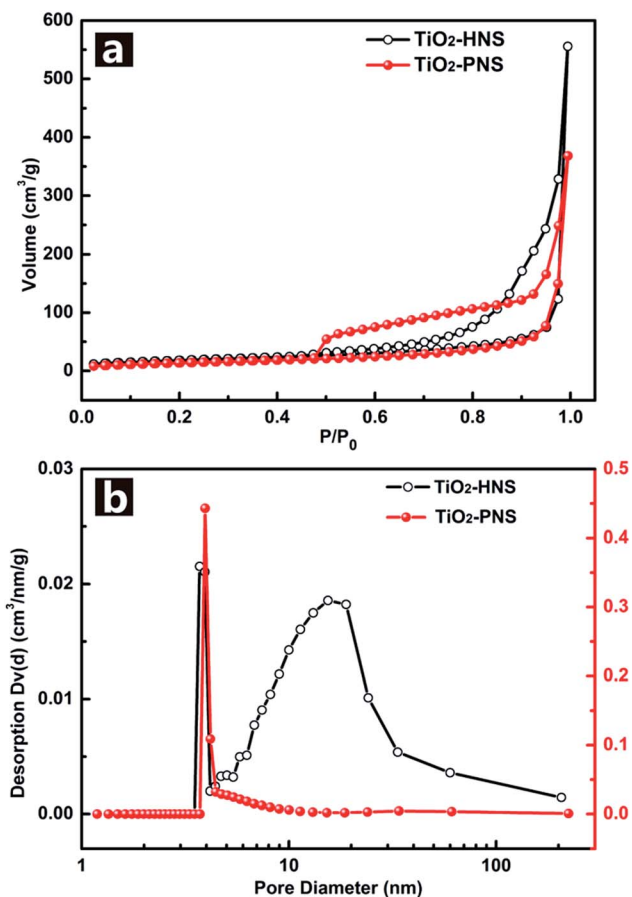 a
TiO2-HNS
TiO2-PNS
600
500
400
300
200
100
0
Volume (cm³/g)
0.0 0.2 0.4 0.6 0.8 1.0
P/P0
b
TiO2-HNS
TiO2-PNS
0.03
0.02
0.01
0.00
Desorption Dv(d) (cm³/nm/g)
0.5
0.4
0.3
0.2
0.1
0.0
1 10 100
Pore Diameter (nm)